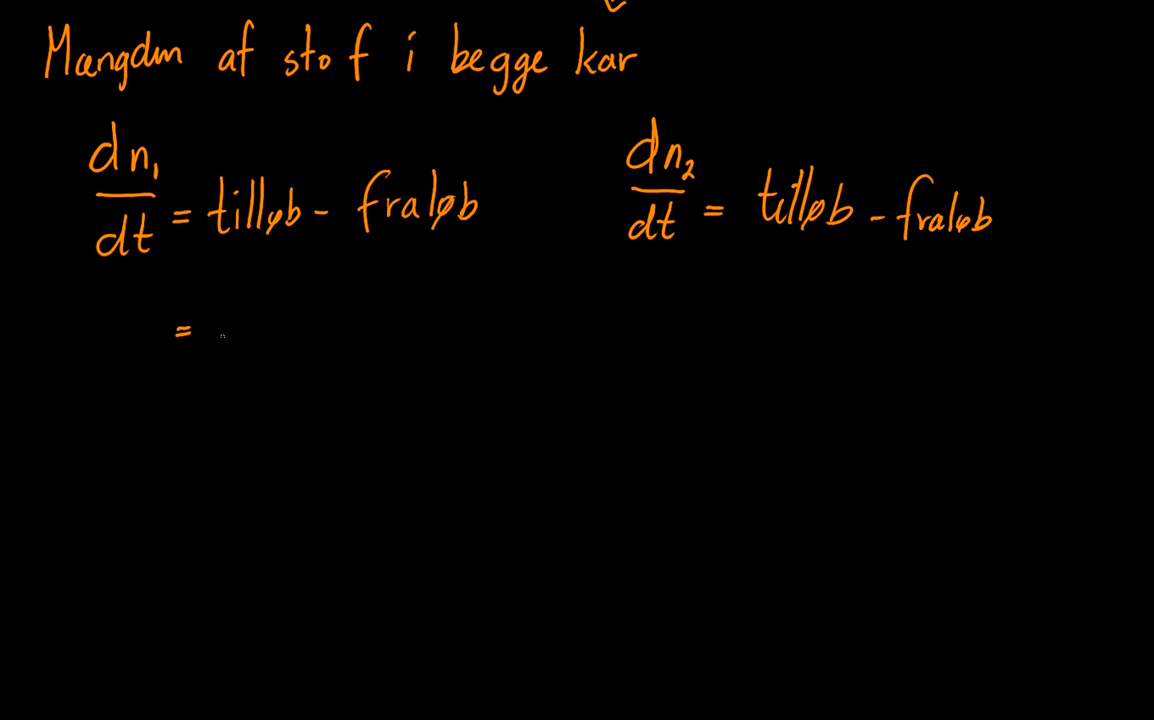 Mængden af stof i begge kar
dn₁/dt = tilløb - fraløb
dn₂/dt = tilløb - fraløb
=